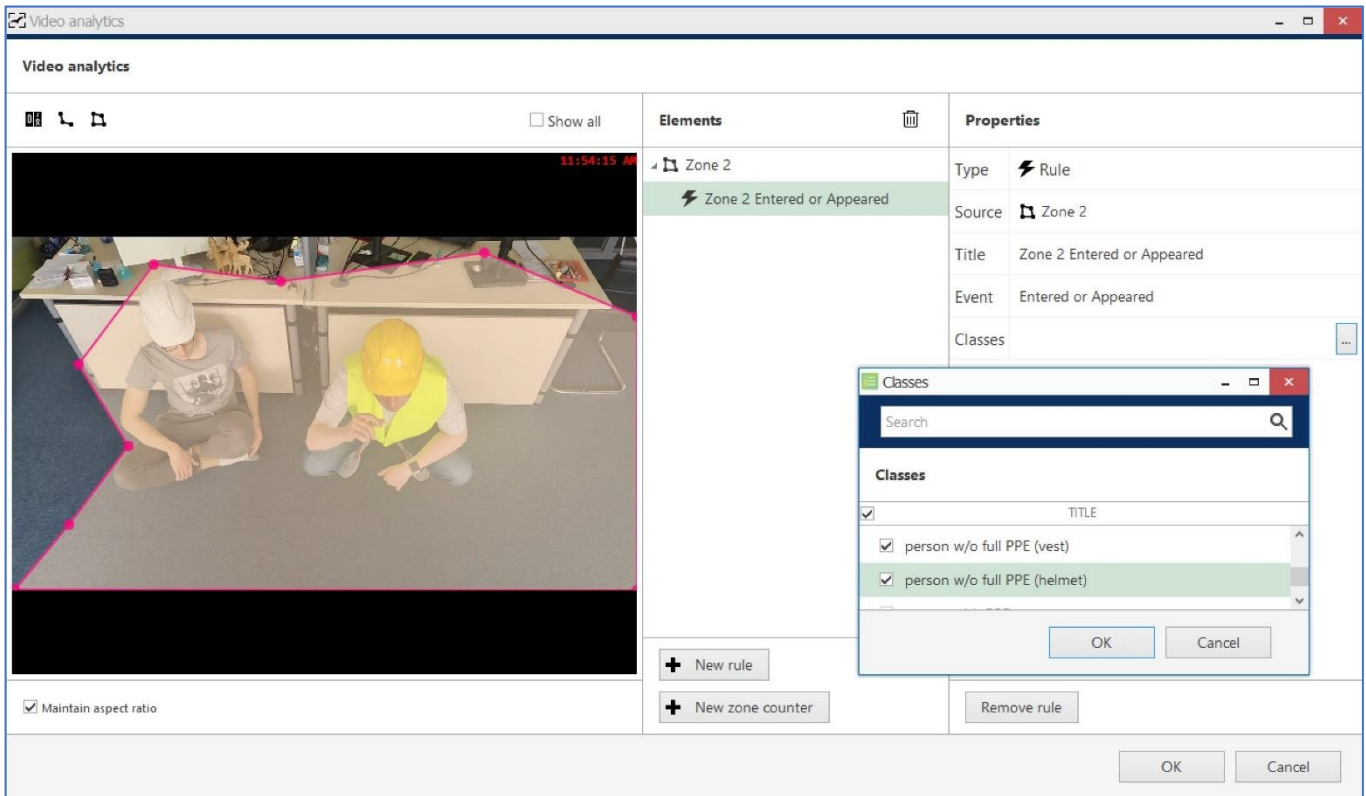 Video analytics
Video analytics
Show all
Elements
Properties
11:54:15 AM
Zone 2
Zone 2 Entered or Appeared
Type Rule
Source Zone 2
Title Zone 2 Entered or Appeared
Event Entered or Appeared
Classes ...
Classes
Search
Classes
TITLE
person w/o full PPE (vest)
person w/o full PPE (helmet)
OK Cancel
New rule
New zone counter
Maintain aspect ratio
Remove rule
OK Cancel